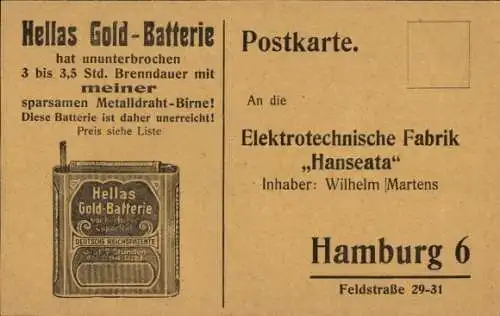 Hellas Gold-Batterie
hat ununterbrochen
3 bis 3,5 Std. Brenndauer mit
meiner
sparsamen Metalldraht-Birne!
Diese Batterie ist daher unerreicht!
Preis siehe Liste
Hellas
Gold-Batterie
DEUTSCHE REICHSPATENTE
Postkarte.
An die
Elektrotechnische Fabrik
„Hanseata“
Inhaber: Wilhelm Martens
Hamburg 6
Feldstraße 29-31